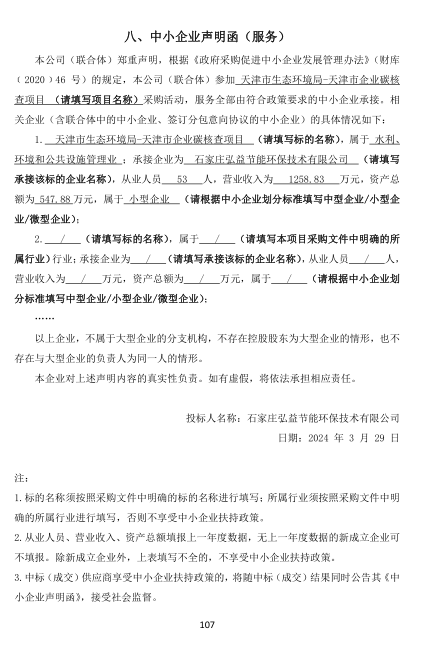 八、中小企业声明函（服务）
本公司（联合体）郑重声明，根据《政府采购促进中小企业发展管理办法》（财库
﹝2020﹞46 号）的规定，本公司（联合体）参加 天津市生态环境局-天津市企业碳核
查项目 （请填写项目名称）采购活动，服务全部由符合政策要求的中小企业承接。相
关企业（含联合体中的中小企业、签订分包意向协议的中小企业）的具体情况如下：
1. 天津市生态环境局-天津市企业碳核查项目 （请填写标的名称），属于 水利、
环境和公共设施管理业 ；承接企业为 石家庄弘益节能环保技术有限公司 （请填写
承接该标的企业名称），从业人员 53 人，营业收入为 1258.83 万元，资产总
额为 547.88 万元，属于 小型企业 （请根据中小企业划分标准填写中型企业/小型企
业/微型企业）；
2. / （请填写标的名称），属于 / （请填写本项目采购文件中明确的所
属行业）行业；承接企业为 / （请填写承接该标的企业名称），从业人员 / 人，
营业收入为 / 万元，资产总额为 / 万元，属于 / （请根据中小企业划
分标准填写中型企业/小型企业/微型企业）；
……
以上企业，不属于大型企业的分支机构，不存在控股股东为大型企业的情形，也不
存在与大型企业的负责人为同一人的情形。
本企业对上述声明内容的真实性负责。如有虚假，将依法承担相应责任。
投标人名称：石家庄弘益节能环保技术有限公司
日期：2024 年 3 月 29 日
注：
1.标的名称须按照采购文件中明确的标的名称进行填写；所属行业须按照采购文件中明
确的所属行业进行填写，否则不享受中小企业扶持政策。
2.从业人员、营业收入、资产总额填报上一年度数据，无上一年度数据的新成立企业可
不填报。除新成立企业外，上表填写不全的，不享受中小企业扶持政策。
3.中标（成交）供应商享受中小企业扶持政策的，将随中标（成交）结果同时公告其《中
小企业声明函》，接受社会监督。
107